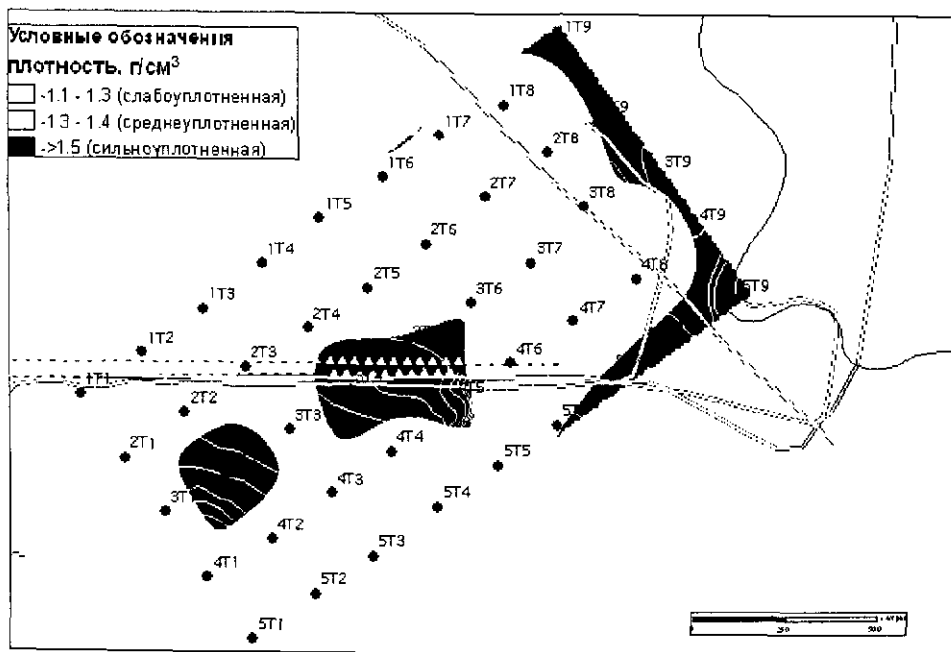 Условные обозначения
плотность, г/см³
-1.1 - 1.3 (слабоуплотненная)
-1.3 - 1.4 (среднеуплотненная)
->1.5 (сильноуплотненная)
1T9
1T8
1T7
2T8
3T9
1T6
2T7
3T8
1T5
4T9
2T6
1T4
3T7
4T8
5T9
2T5
1T3
3T6
2T4
4T7
1T2
2T3
4T6
1T1
2T2
3T3
4T4
2T1
5T5
4T3
5T4
4T2
5T3
4T1
5T2
5T1
0
250
500